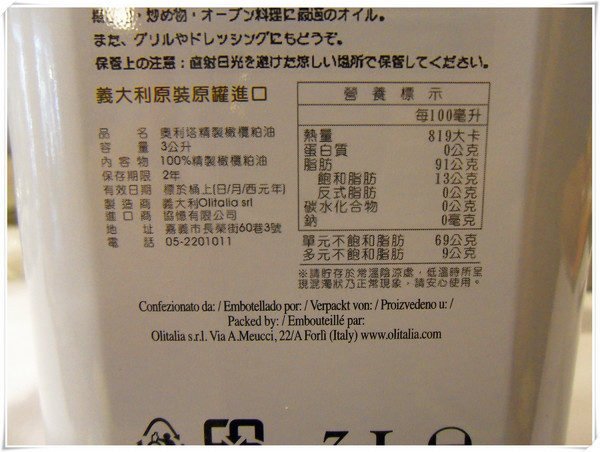 炒め物・オーブン料理に最適のオイル。
また、グリルやドレッシングにもどうぞ。
保管上の注意：直射日光を避けた涼しい場所で保管してください。
義大利原裝原罐進口
品名 奧利塔精製橄欖粕油
容量 3公升
內容物 100%精製橄欖粕油
保存期限 2年
有效日期 標於桶上(日/月/西元年)
製造商 義大利Olitalia srl
進口商 協憶有限公司
地址 嘉義市長榮街60巷3號
電話 05-2201011
營養標示
每100毫升
熱量 819大卡
蛋白質 0公克
脂肪 91公克
飽和脂肪 13公克
反式脂肪 0公克
碳水化合物 0公克
鈉 0毫克
單元不飽和脂肪 69公克
多元不飽和脂肪 9公克
※請貯存於常溫陰涼處，低溫時所呈
現混濁狀乃正常現象，請安心使用。
Confezionato da: / Embotellado por: / Verpackt von: / Proizvedeno u: /
Packed by: / Embouteillé par:
Olitalia s.r.l. Via A.Meucci, 22/A Forlì (Italy) www.olitalia.com